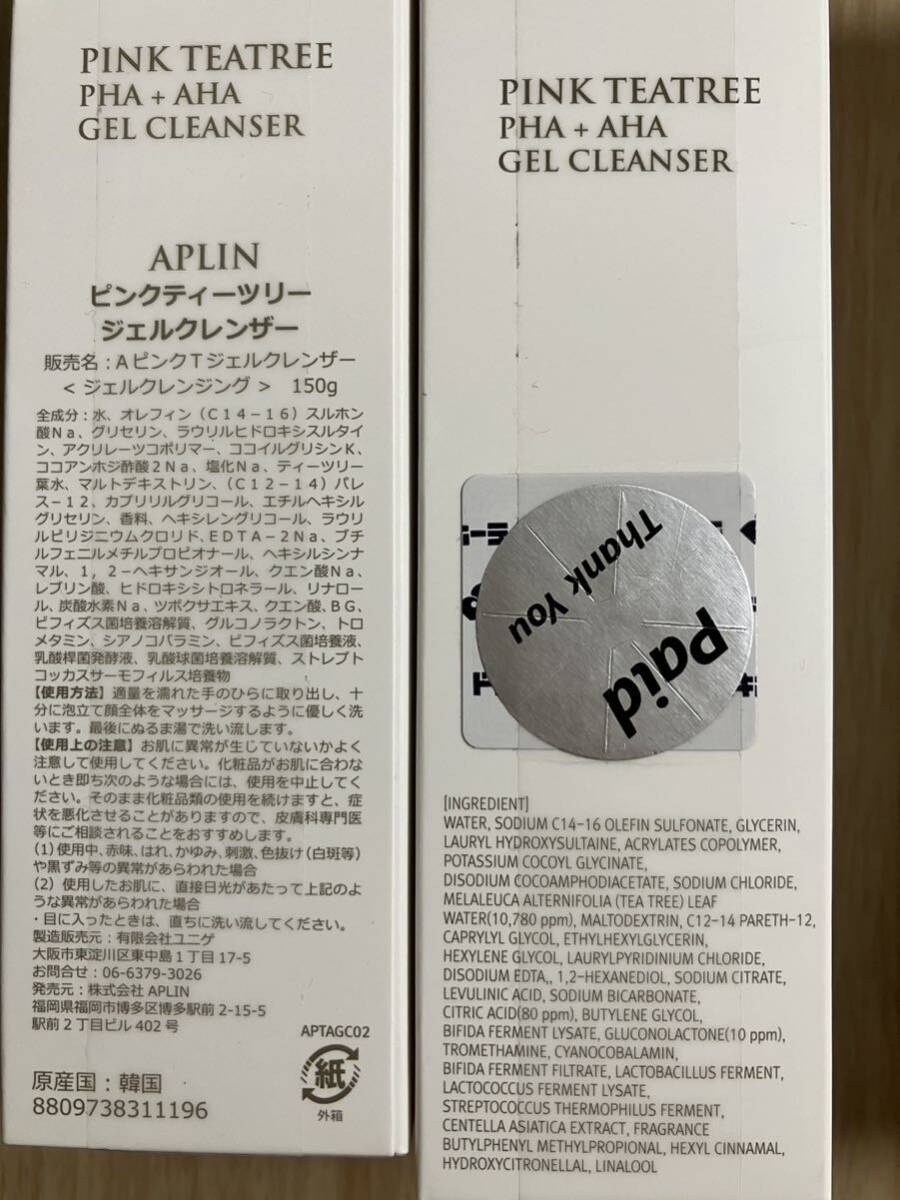 PINK TEATREE
PHA + AHA
GEL CLEANSER
APLIN
ピンクティーツリー
ジェルクレンザー
販売名：AピンクTジェルクレンザー
＜ ジェルクレンジング ＞ 150g
全成分：水、オレフィン（C14－16）スルホン
酸Na、グリセリン、ラウリルヒドロキシスルタイ
ン、アクリレーツコポリマー、ココイルグリシンK、
ココアンホジ酢酸2Na、塩化Na、ティーツリー
葉水、マルトデキストリン、（C12－14）パレ
ス－12、カプリリルグリコール、エチルヘキシル
グリセリン、香料、ヘキシレングリコール、ラウリ
ルピリジニウムクロリド、EDTA－2Na、ブチ
ルフェニルメチルプロピオナール、ヘキシルシンナ
マル、1，2－ヘキサンジオール、クエン酸Na、
レブリン酸、ヒドロキシシトロネラール、リナロー
ル、炭酸水素Na、ツボクサエキス、クエン酸、BG、
ビフィズス菌培養溶解質、グルコノラクトン、トロ
メタミン、シアノコバラミン、ビフィズス菌培養液、
乳酸桿菌発酵液、乳酸球菌培養溶解質、ストレプト
コッカスサーモフィルス培養物
【使用方法】適量を濡れた手のひらに取り出し、十
分に泡立て顔全体をマッサージするように優しく洗
います。最後にぬるま湯で洗い流します。
【使用上の注意】お肌に異常が生じていないかよく
注意して使用してください。化粧品がお肌に合わな
いとき即ち次のような場合には、使用を中止してく
ださい。そのまま化粧品類の使用を続けますと、症
状を悪化させることがありますので、皮膚科専門医
等にご相談されることをおすすめします。
(1) 使用中、赤味、はれ、かゆみ、刺激、色抜け（白斑等）
や黒ずみ等の異常があらわれた場合
（2）使用したお肌に、直接日光があたって上記のよ
うな異常があらわれた場合
・目に入ったときは、直ちに洗い流してください。
製造販売元：有限会社ユニゲ
大阪市東淀川区東中島1丁目17-5
お問合せ：06-6379-3026
発売元：株式会社 APLIN
福岡県福岡市博多区博多駅前2-15-5
駅前2丁目ビル402号
APTAGC02
紙
外箱
原産国：韓国
8809738311196
PINK TEATREE
PHA + AHA
GEL CLEANSER
Thank You
Paid
[INGREDIENT]
WATER, SODIUM C14-16 OLEFIN SULFONATE, GLYCERIN,
LAURYL HYDROXYSULTAINE, ACRYLATES COPOLYMER,
POTASSIUM COCOYL GLYCINATE,
DISODIUM COCOAMPHODIACETATE, SODIUM CHLORIDE,
MELALEUCA ALTERNIFOLIA (TEA TREE) LEAF
WATER(10,780 ppm), MALTODEXTRIN, C12-14 PARETH-12,
CAPRYLYL GLYCOL, ETHYLHEXYLGLYCERIN,
HEXYLENE GLYCOL, LAURYLPYRIDINIUM CHLORIDE,
DISODIUM EDTA,, 1,2-HEXANEDIOL, SODIUM CITRATE,
LEVULINIC ACID, SODIUM BICARBONATE,
CITRIC ACID(80 ppm), BUTYLENE GLYCOL,
BIFIDA FERMENT LYSATE, GLUCONOLACTONE(10 ppm),
TROMETHAMINE, CYANOCOBALAMIN,
BIFIDA FERMENT FILTRATE, LACTOBACILLUS FERMENT,
LACTOCOCCUS FERMENT LYSATE,
STREPTOCOCCUS THERMOPHILUS FERMENT,
CENTELLA ASIATICA EXTRACT, FRAGRANCE
BUTYLPHENYL METHYLPROPIONAL, HEXYL CINNAMAL,
HYDROXYCITRONELLAL, LINALOOL